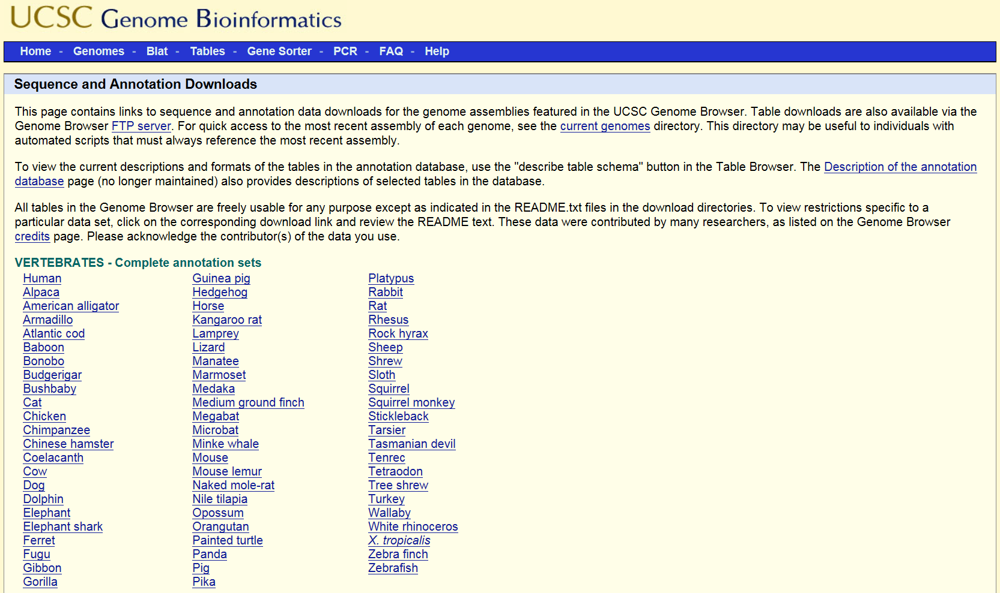 UCSC Genome Bioinformatics
Home - Genomes - Blat - Tables - Gene Sorter - PCR - FAQ - Help
Sequence and Annotation Downloads
This page contains links to sequence and annotation data downloads for the genome assemblies featured in the UCSC Genome Browser. Table downloads are also available via the
Genome Browser FTP server. For quick access to the most recent assembly of each genome, see the current genomes directory. This directory may be useful to individuals with
automated scripts that must always reference the most recent assembly.
To view the current descriptions and formats of the tables in the annotation database, use the "describe table schema" button in the Table Browser. The Description of the annotation
database page (no longer maintained) also provides descriptions of selected tables in the database.
All tables in the Genome Browser are freely usable for any purpose except as indicated in the README.txt files in the download directories. To view restrictions specific to a
particular data set, click on the corresponding download link and review the README text. These data were contributed by many researchers, as listed on the Genome Browser
credits page. Please acknowledge the contributor(s) of the data you use.
VERTEBRATES - Complete annotation sets
Human
Alpaca
American alligator
Armadillo
Atlantic cod
Baboon
Bonobo
Budgerigar
Bushbaby
Cat
Chicken
Chimpanzee
Chinese hamster
Coelacanth
Cow
Dog
Dolphin
Elephant
Elephant shark
Ferret
Fugu
Gibbon
Gorilla
Guinea pig
Hedgehog
Horse
Kangaroo rat
Lamprey
Lizard
Manatee
Marmoset
Medaka
Medium ground finch
Megabat
Microbat
Minke whale
Mouse
Mouse lemur
Naked mole-rat
Nile tilapia
Opossum
Orangutan
Painted turtle
Panda
Pig
Pika
Platypus
Rabbit
Rat
Rhesus
Rock hyrax
Sheep
Shrew
Sloth
Squirrel
Squirrel monkey
Stickleback
Tarsier
Tasmanian devil
Tenrec
Tetraodon
Tree shrew
Turkey
Wallaby
White rhinoceros
X. tropicalis
Zebra finch
Zebrafish